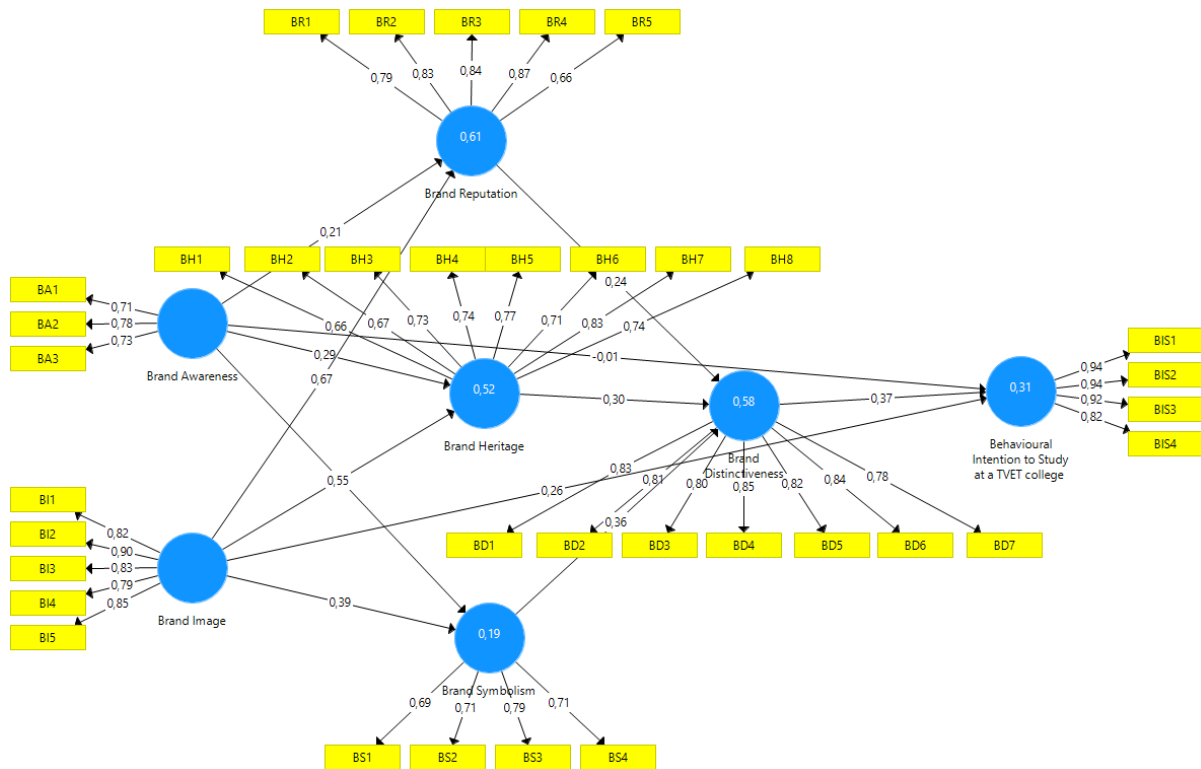 BR1 BR2 BR3 BR4 BR5
0,79 0,83 0,84 0,87 0,66
0,61
Brand Reputation
0,21
BH1 BH2 BH3 BH4 BH5 BH6 BH7 BH8
0,24
BA1
BA2
BA3
0,71
0,78
0,73
Brand Awareness
0,66 0,67 0,73 0,74 0,77 0,71 0,83 0,74
0,29
-0,01
0,67
0,52
Brand Heritage
0,30
0,58
Brand
Distinctiveness
0,37
0,31
Behavioural
Intention to Study
at a TVET college
BIS1
BIS2
BIS3
BIS4
0,94
0,94
0,92
0,82
0,55
0,26
0,83 0,81 0,80 0,85 0,82 0,84 0,78
0,36
BD1 BD2 BD3 BD4 BD5 BD6 BD7
BI1
BI2
BI3
BI4
BI5
0,82
0,90
0,83
0,79
0,85
Brand Image
0,39
0,19
Brand Symbolism
0,69 0,71 0,79 0,71
BS1 BS2 BS3 BS4